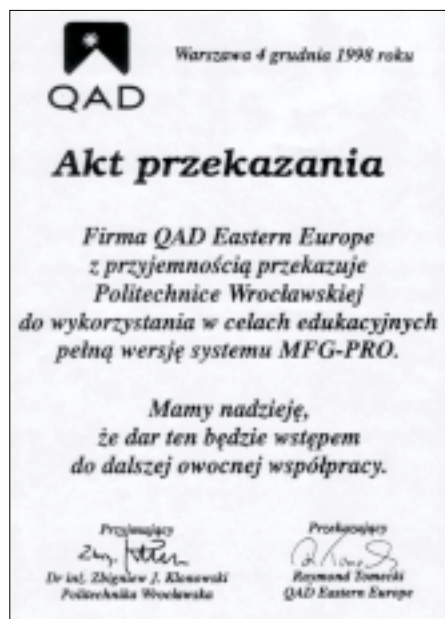 Warszawa 4 grudnia 1998 roku
QAD
Akt przekazania
Firma QAD Eastern Europe
z przyjemnością przekazuje
Politechnice Wrocławskiej
do wykorzystania w celach edukacyjnych
pełną wersję systemu MFG-PRO.
Mamy nadzieję,
że dar ten będzie wstępem
do dalszej owocnej współpracy.
Przyjmujący
Przekazujący
Dr inż. Zbigniew J. Klonowski
Politechnika Wrocławska
Raymond Tomecki
QAD Eastern Europe